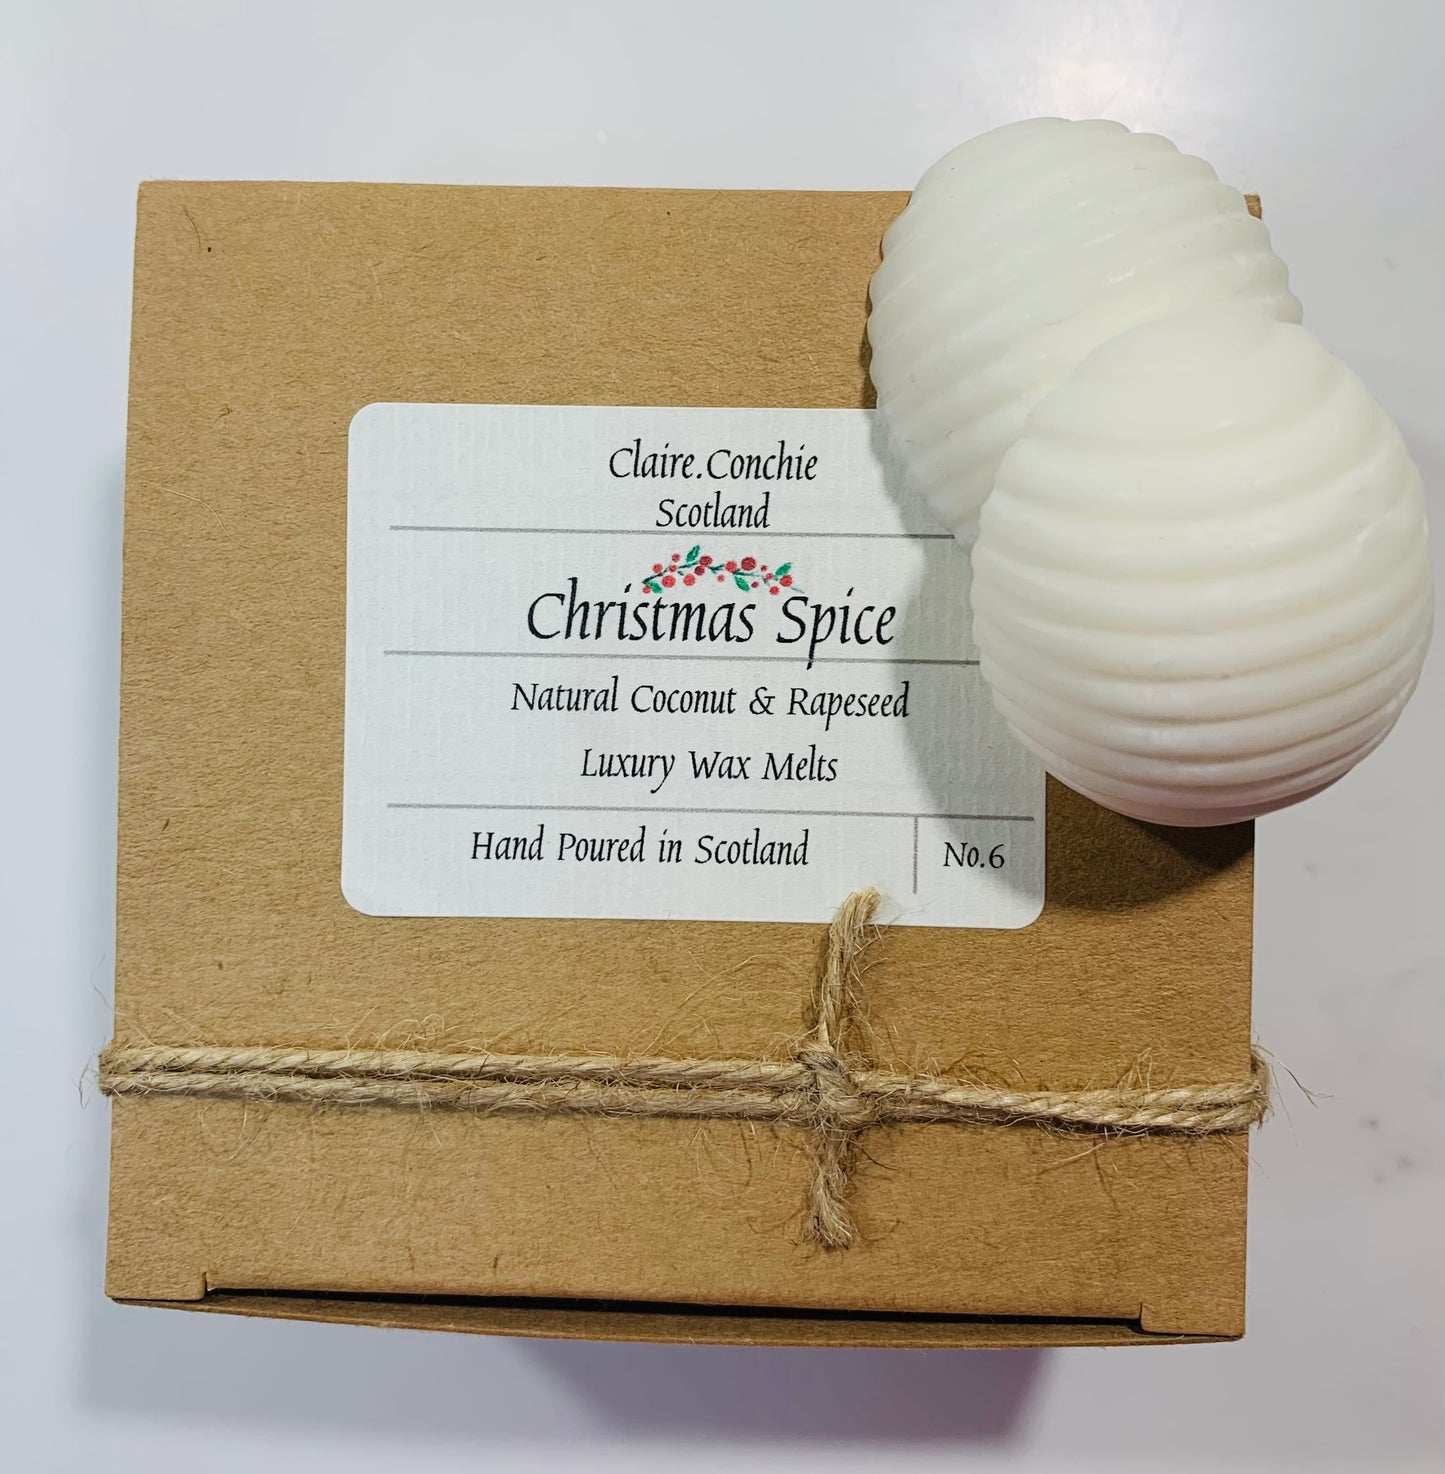 Claire.Conchie
Scotland
Christmas Spice
Natural Coconut & Rapeseed
Luxury Wax Melts
Hand Poured in Scotland
No.6